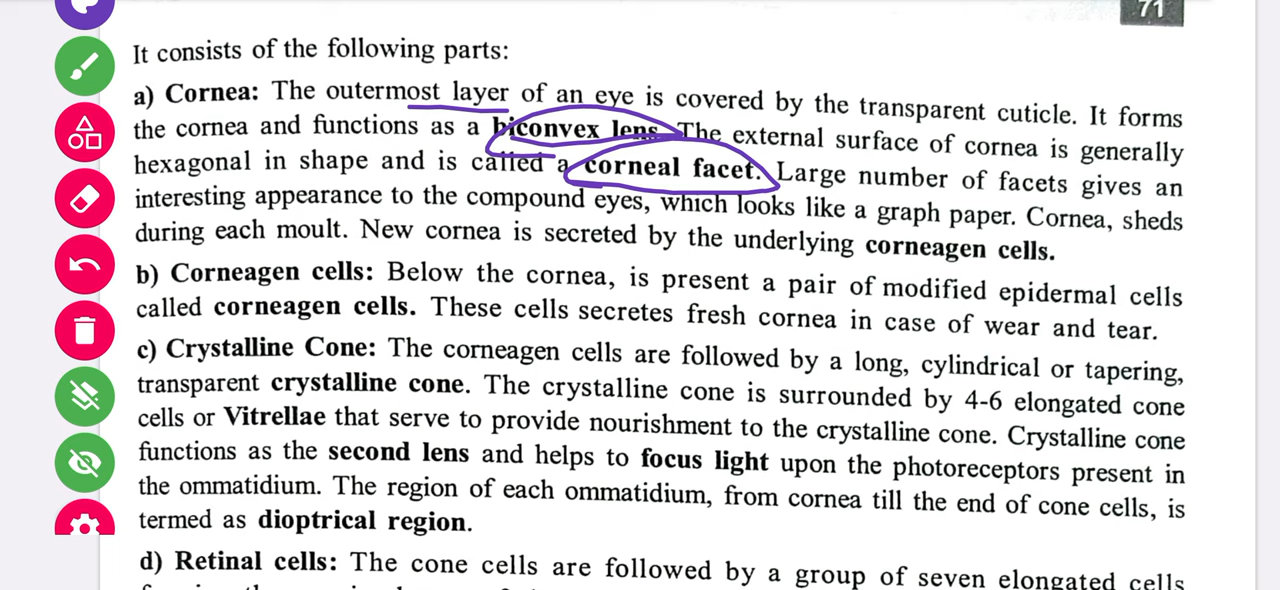 71
It consists of the following parts:
a) Cornea: The outermost layer of an eye is covered by the transparent cuticle. It forms
the cornea and functions as a biconvex lens. The external surface of cornea is generally
hexagonal in shape and is called a corneal facet. Large number of facets gives an
interesting appearance to the compound eyes, which looks like a graph paper. Cornea, sheds
during each moult. New cornea is secreted by the underlying corneagen cells.
b) Corneagen cells: Below the cornea, is present a pair of modified epidermal cells
called corneagen cells. These cells secretes fresh cornea in case of wear and tear.
c) Crystalline Cone: The corneagen cells are followed by a long, cylindrical or tapering,
transparent crystalline cone. The crystalline cone is surrounded by 4-6 elongated cone
cells or Vitrellae that serve to provide nourishment to the crystalline cone. Crystalline cone
functions as the second lens and helps to focus light upon the photoreceptors present in
the ommatidium. The region of each ommatidium, from cornea till the end of cone cells, is
termed as dioptrical region.
d) Retinal cells: The cone cells are followed by a group of seven elongated cells